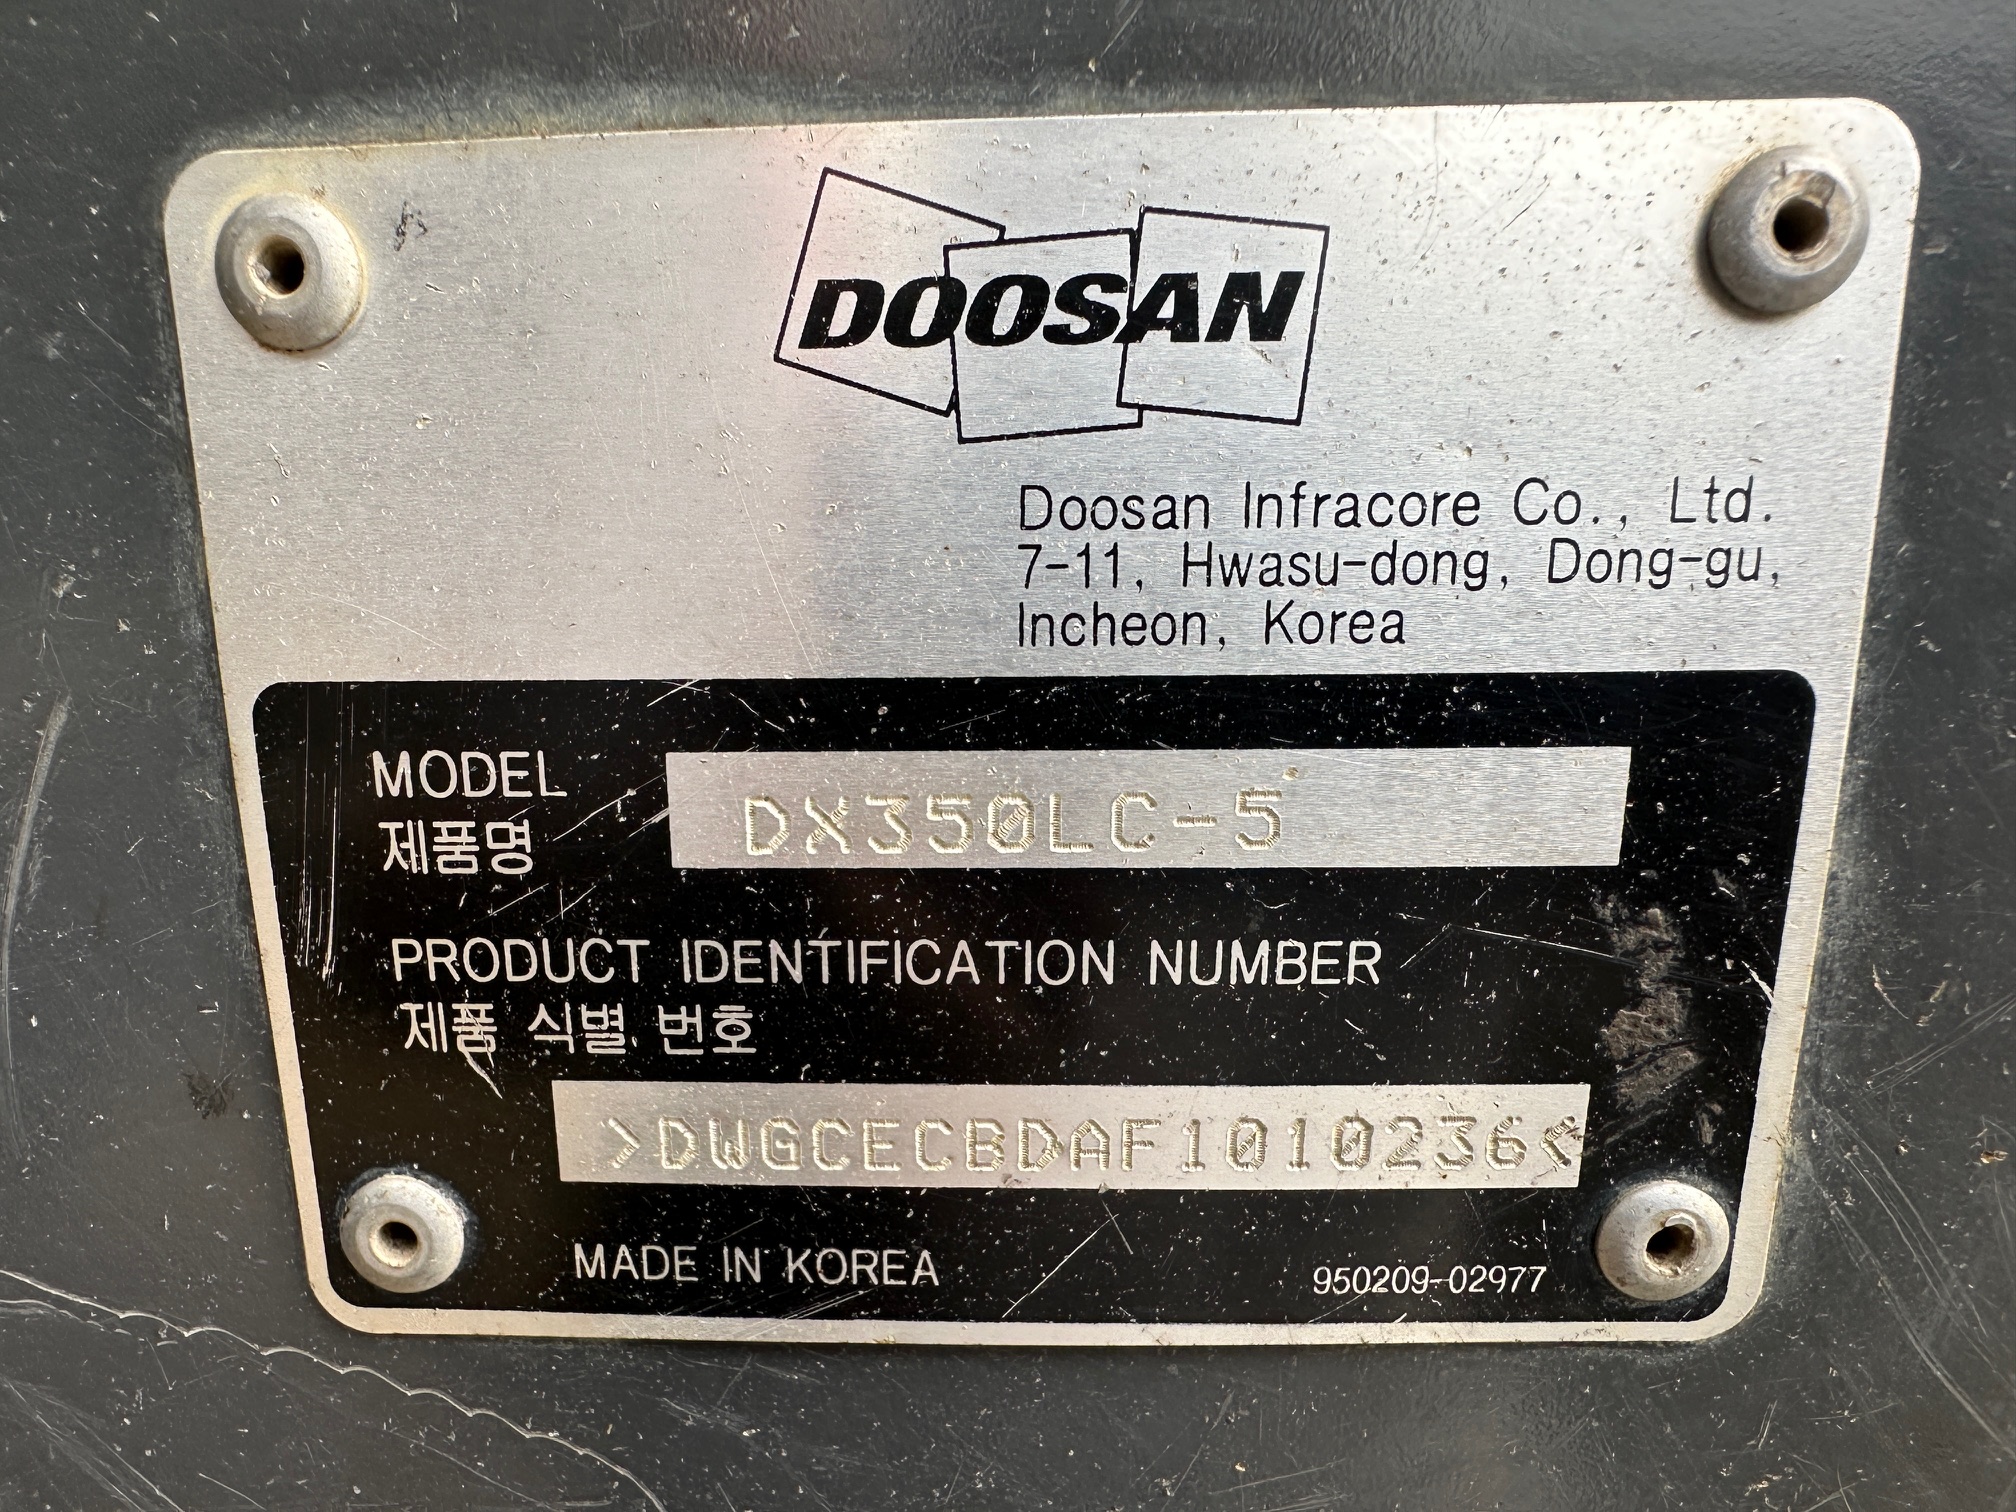 DOOSAN
Doosan Infracore Co., Ltd.
7-11, Hwasu-dong, Dong-gu,
Incheon, Korea
MODEL
제품명
DX350LC-5
PRODUCT IDENTIFICATION NUMBER
제품 식별 번호
>DWGCECBDAF1010236<
MADE IN KOREA
950209-02977